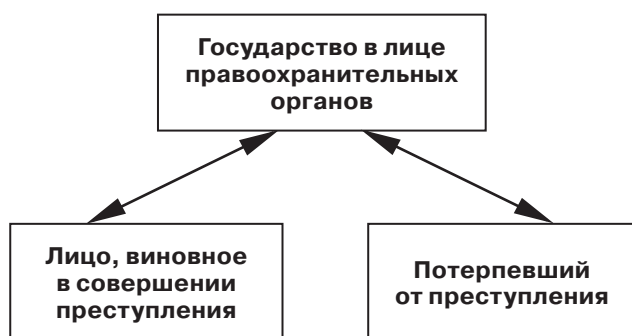 Государство в лице
правоохранительных
органов
Лицо, виновное
в совершении
преступления
Потерпевший
от преступления